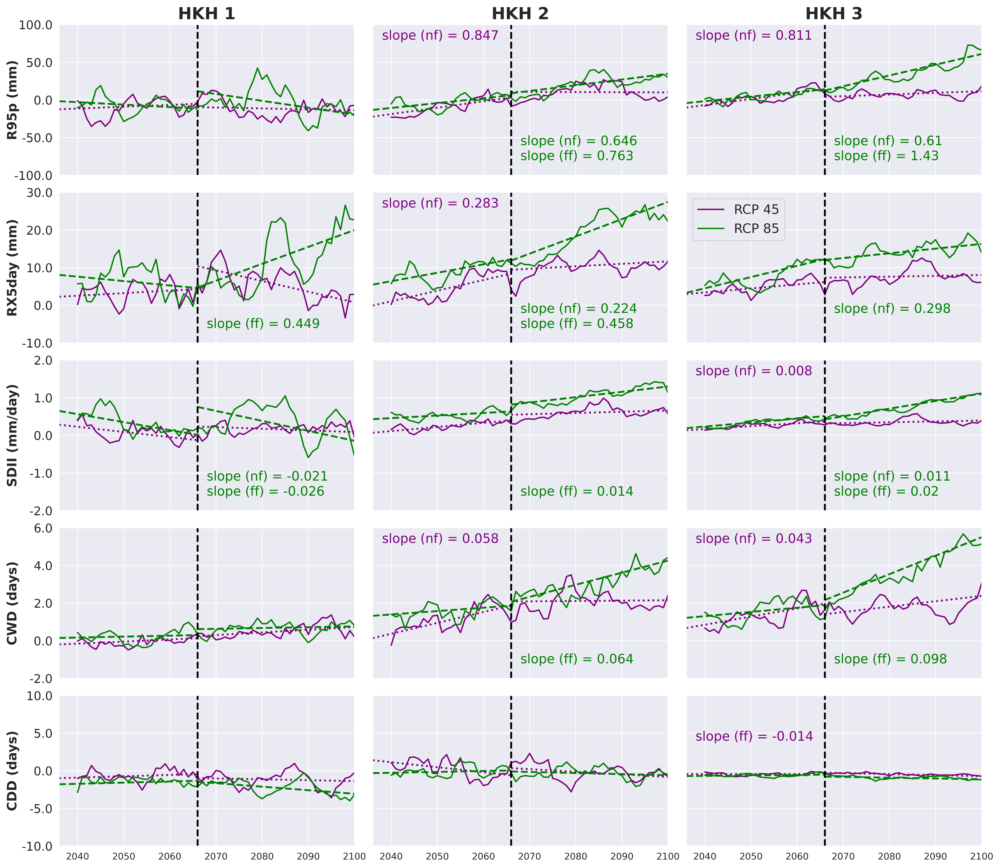 HKH 1
HKH 2
HKH 3
R95p (mm)
100.0
50.0
0.0
-50.0
-100.0
slope (nf) = 0.847
slope (nf) = 0.646
slope (ff) = 0.763
slope (nf) = 0.811
slope (nf) = 0.61
slope (ff) = 1.43
RX5day (mm)
30.0
20.0
10.0
0.0
-10.0
slope (ff) = 0.449
slope (nf) = 0.283
slope (nf) = 0.224
slope (ff) = 0.458
RCP 45
RCP 85
slope (nf) = 0.298
SDII (mm/day)
2.0
1.0
0.0
-1.0
-2.0
slope (nf) = -0.021
slope (ff) = -0.026
slope (ff) = 0.014
slope (nf) = 0.008
slope (nf) = 0.011
slope (ff) = 0.02
CWD (days)
6.0
4.0
2.0
0.0
-2.0
slope (nf) = 0.058
slope (ff) = 0.064
slope (nf) = 0.043
slope (ff) = 0.098
CDD (days)
10.0
5.0
0.0
-5.0
-10.0
slope (ff) = -0.014
2040 2050 2060 2070 2080 2090 2100
2040 2050 2060 2070 2080 2090 2100
2040 2050 2060 2070 2080 2090 2100